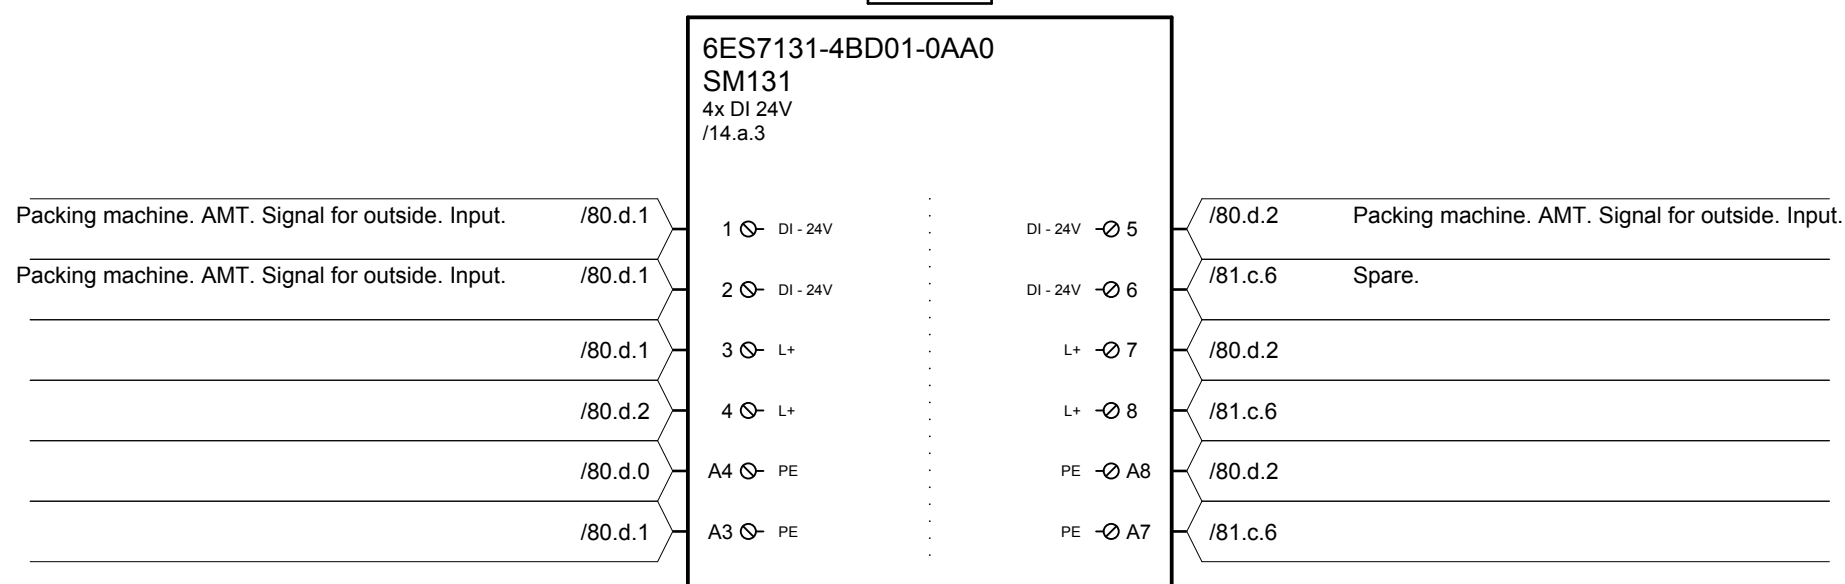 6ES7131-4BD01-0AA0
SM131
4x DI 24V
/14.a.3
Packing machine. AMT. Signal for outside. Input. /80.d.1 1 DI - 24V DI - 24V 5 /80.d.2 Packing machine. AMT. Signal for outside. Input.
Packing machine. AMT. Signal for outside. Input. /80.d.1 2 DI - 24V DI - 24V 6 /81.c.6 Spare.
/80.d.1 3 L+ L+ 7 /80.d.2
/80.d.2 4 L+ L+ 8 /81.c.6
/80.d.0 A4 PE PE A8 /80.d.2
/80.d.1 A3 PE PE A7 /81.c.6